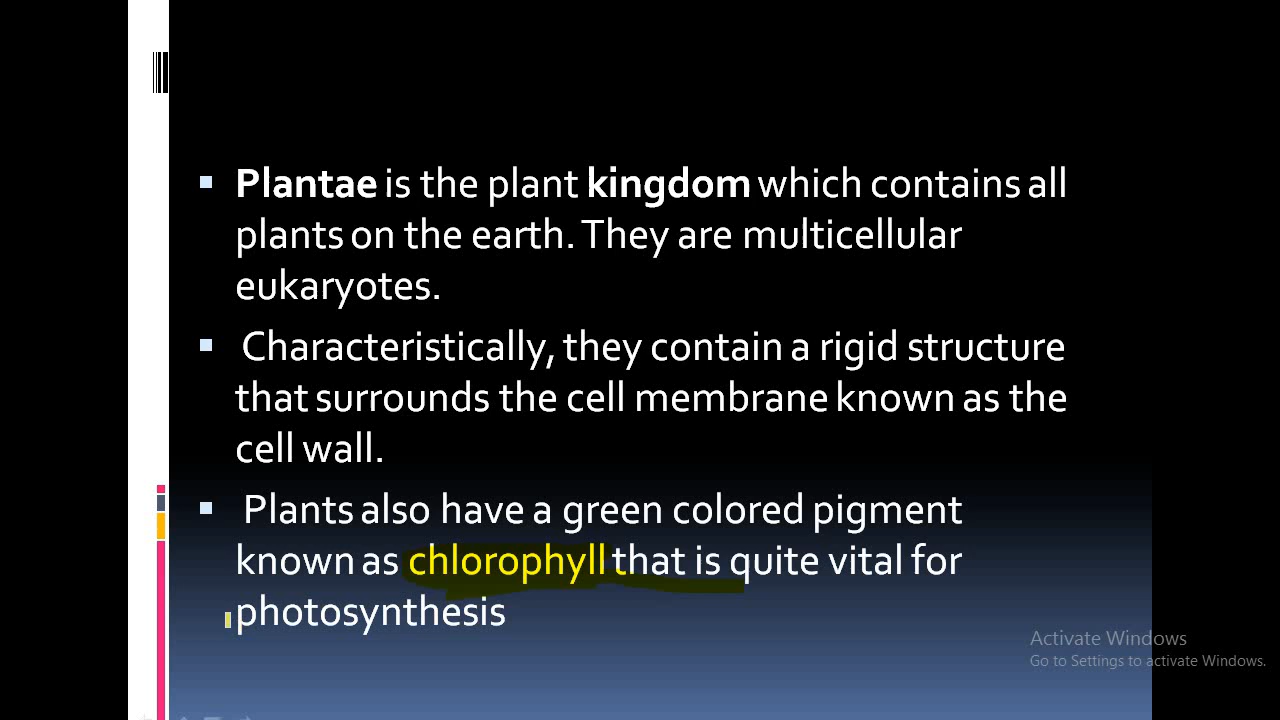 Plantae is the plant kingdom which contains all
plants on the earth. They are multicellular
eukaryotes.
Characteristically, they contain a rigid structure
that surrounds the cell membrane known as the
cell wall.
Plants also have a green colored pigment
known as chlorophyll that is quite vital for
photosynthesis
Activate Windows
Go to Settings to activate Windows.